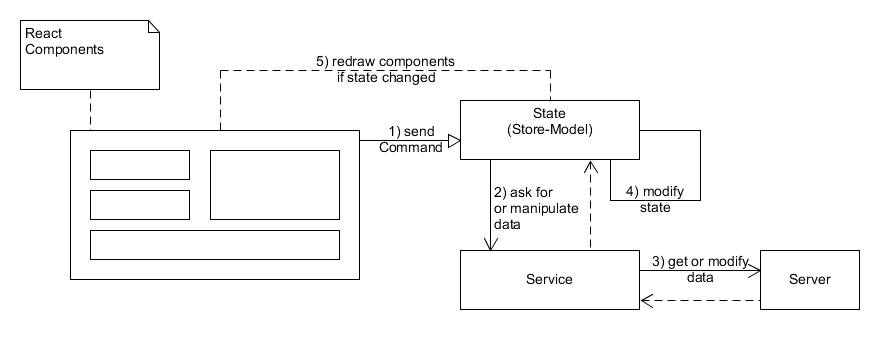 React
Components
5) redraw components
if state changed
State
(Store-Model)
1) send
Command
2) ask for
or manipulate
data
4) modify
state
3) get or modify
data
Service
Server